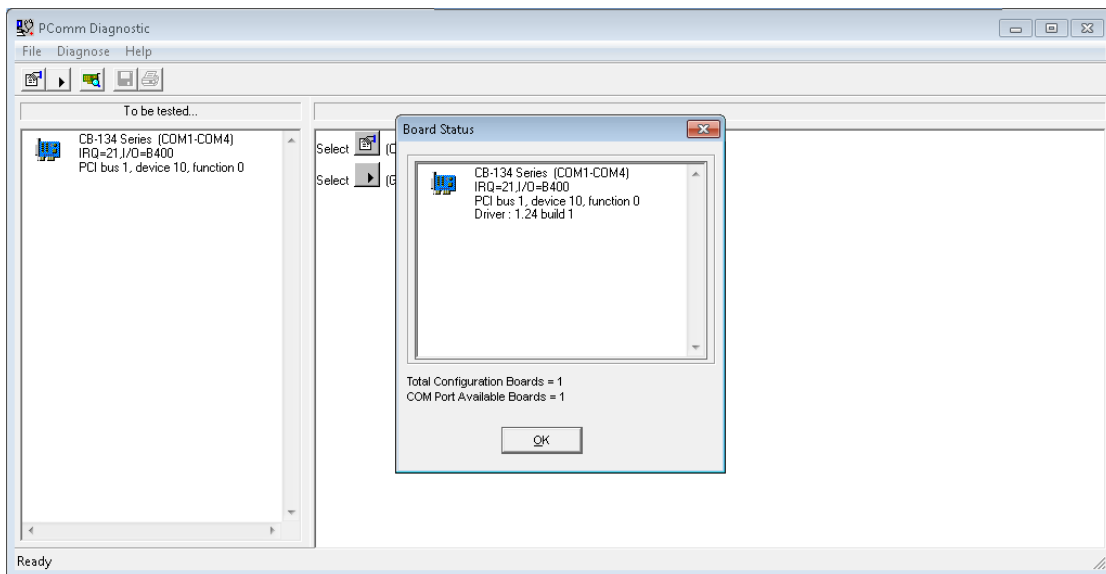 PComm Diagnostic
File Diagnose Help
To be tested...
CB-134 Series (COM1-COM4)
IRQ=21,I/O=B400
PCI bus 1, device 10, function 0
Select (C
Select (G
Board Status
CB-134 Series (COM1-COM4)
IRQ=21,I/O=B400
PCI bus 1, device 10, function 0
Driver : 1.24 build 1
Total Configuration Boards = 1
COM Port Available Boards = 1
OK
Ready